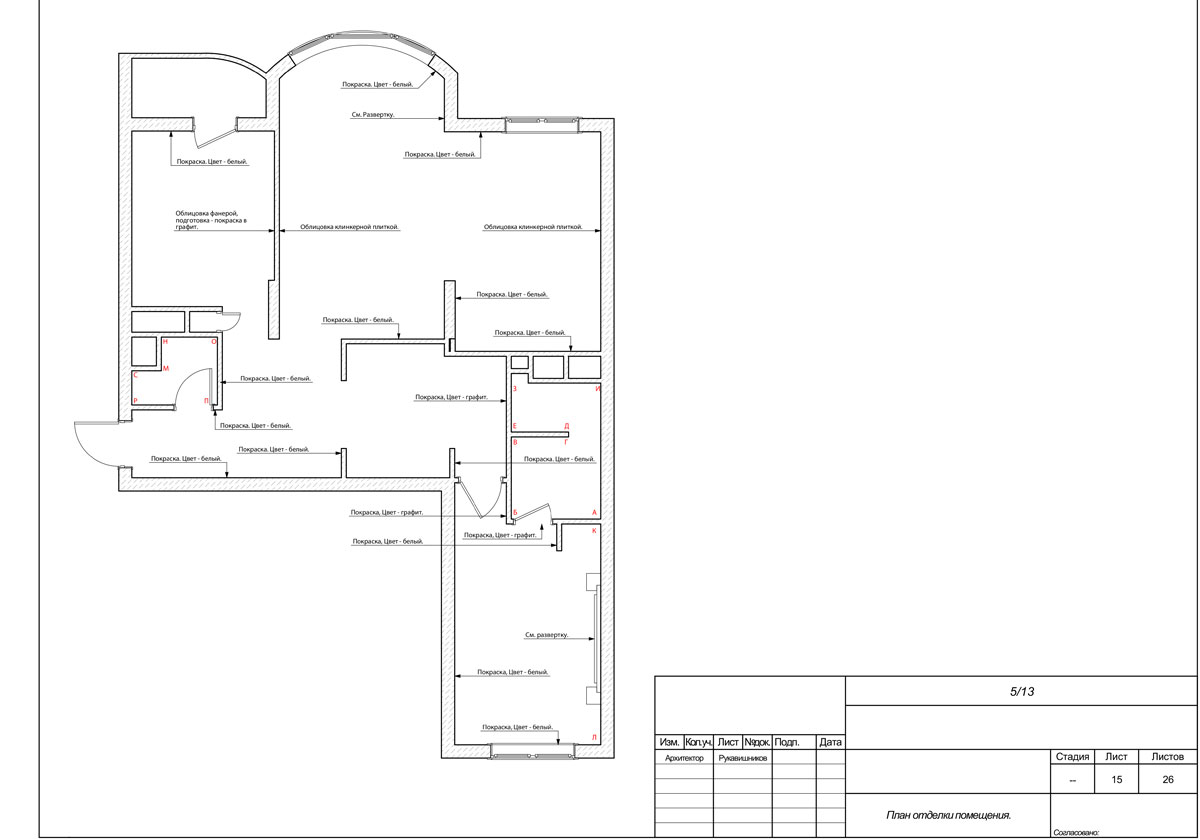 Покраска. Цвет - белый.
См. Развертку.
Покраска. Цвет - белый.
Покраска. Цвет - белый.
Облицовка фанерой,
подготовка - покраска в
графит.
Облицовка клинкерной плиткой.
Облицовка клинкерной плиткой.
Покраска. Цвет - белый.
Покраска. Цвет - белый.
Покраска. Цвет - белый.
Н
О
М
С
Р
П
Покраска. Цвет - белый.
З
И
Покраска, Цвет - графит.
Покраска. Цвет - белый.
Е
Д
В
Г
Покраска. Цвет - белый.
Покраска. Цвет - белый.
Покраска. Цвет - белый.
Покраска, Цвет - графит.
Б
А
К
Покраска, Цвет - графит.
Покраска, Цвет - белый.
См. развертку.
Покраска, Цвет - белый.
Покраска, Цвет - белый.
Л
5/13
Изм. Кол.уч. Лист №док. Подп. Дата
Архитектор Рукавишников
Стадия Лист Листов
-- 15 26
План отделки помещения.
Согласовано: